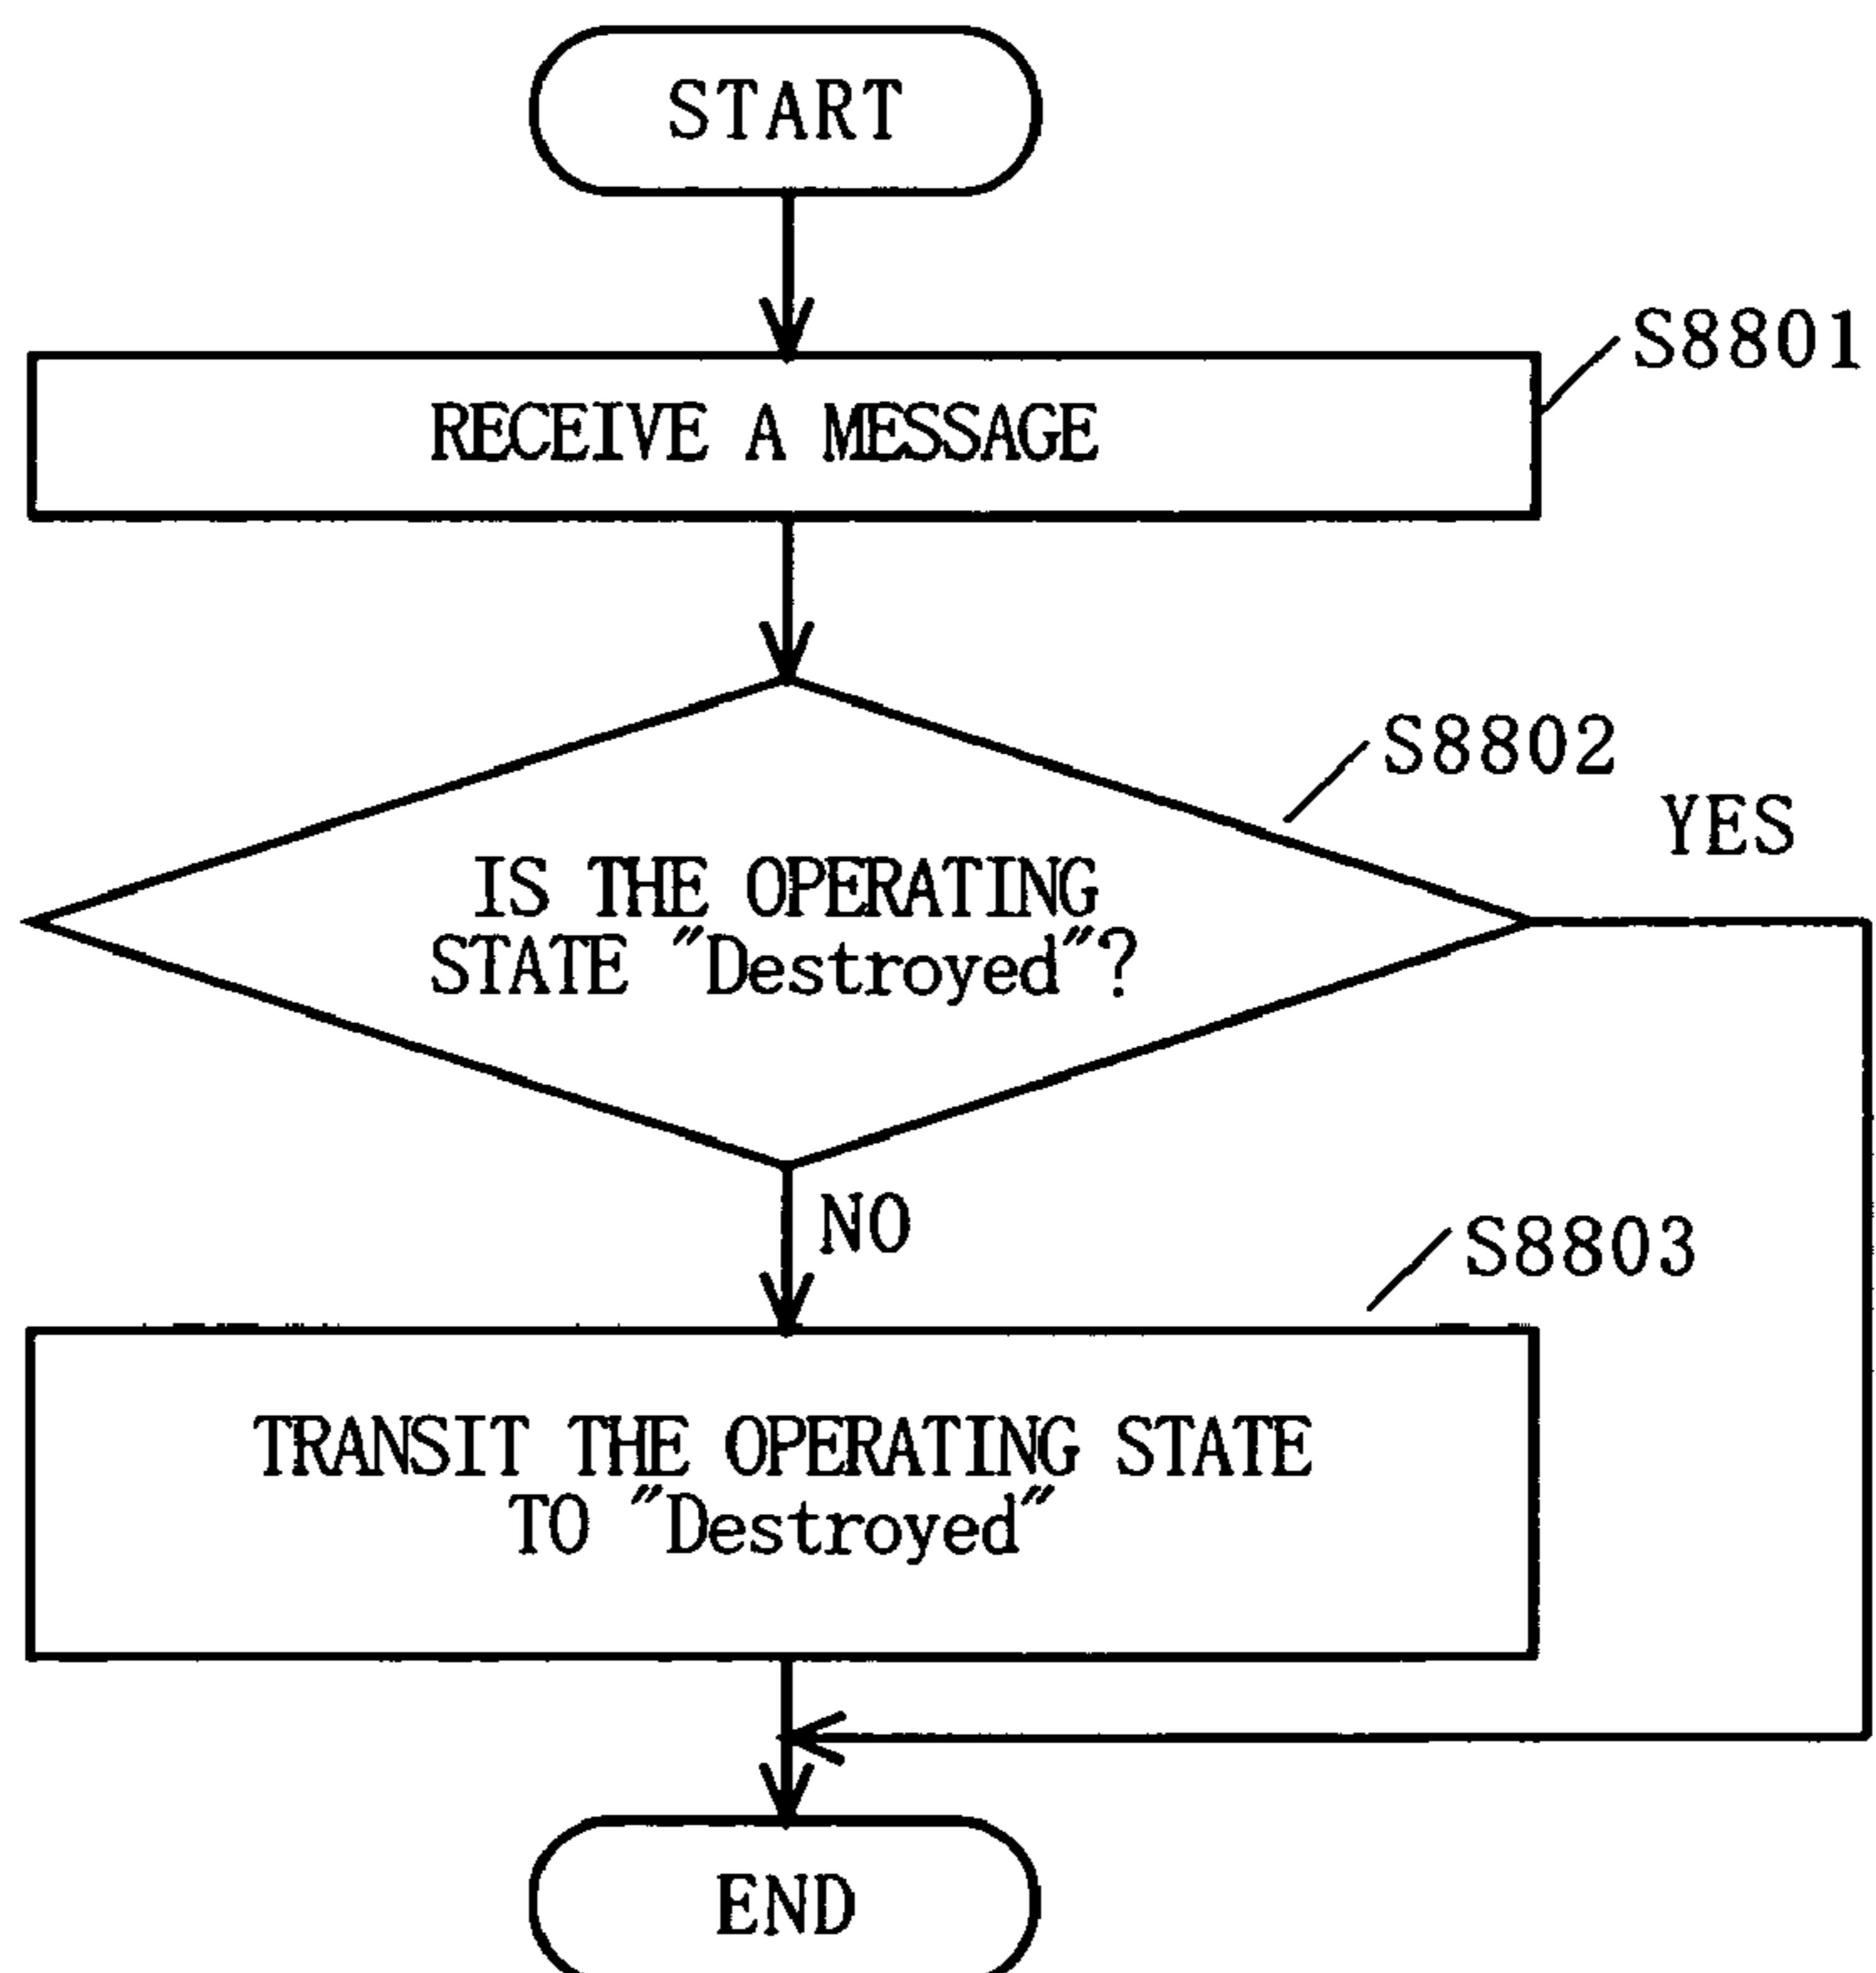 START
S8801
RECEIVE A MESSAGE
S8802
YES
IS THE OPERATING
STATE "Destroyed"?
NO
S8803
TRANSIT THE OPERATING STATE
TO "Destroyed"
END